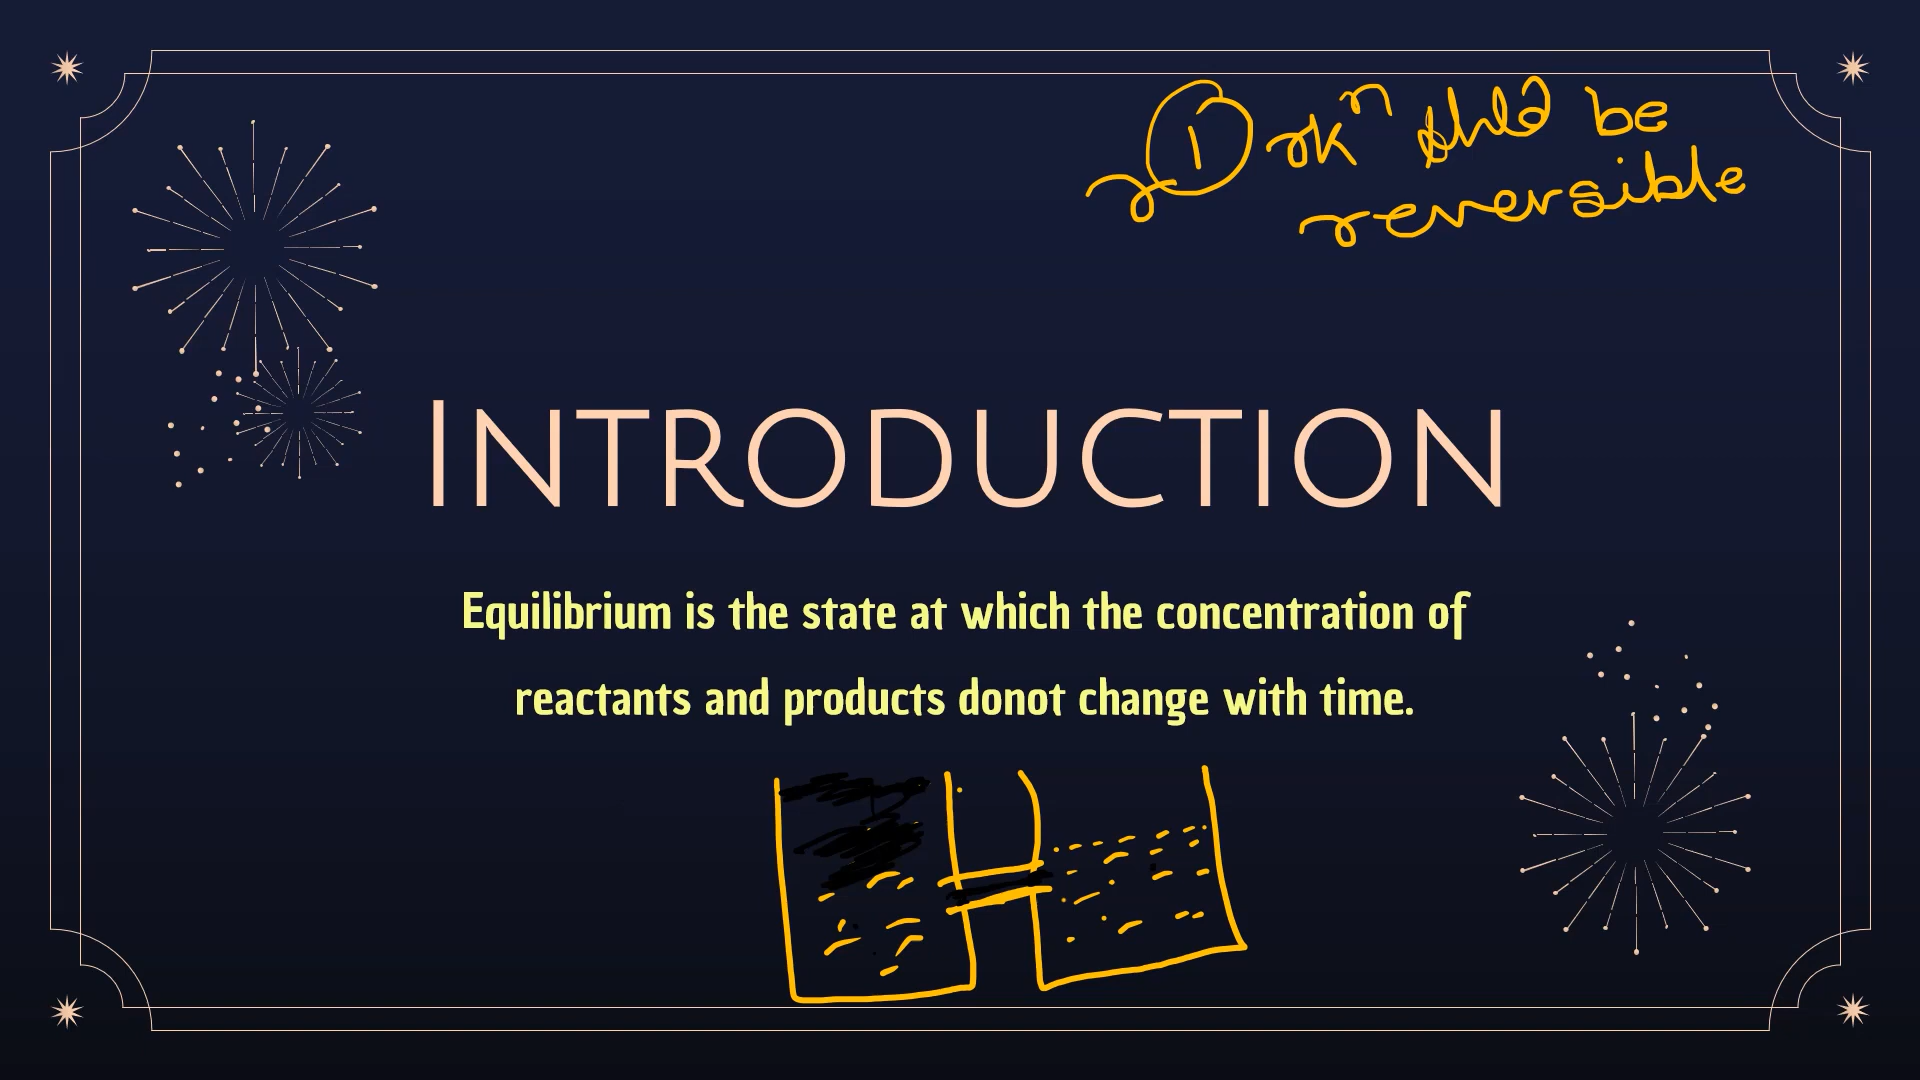 ① rxn shld be
reversible
INTRODUCTION
Equilibrium is the state at which the concentration of
reactants and products donot change with time.